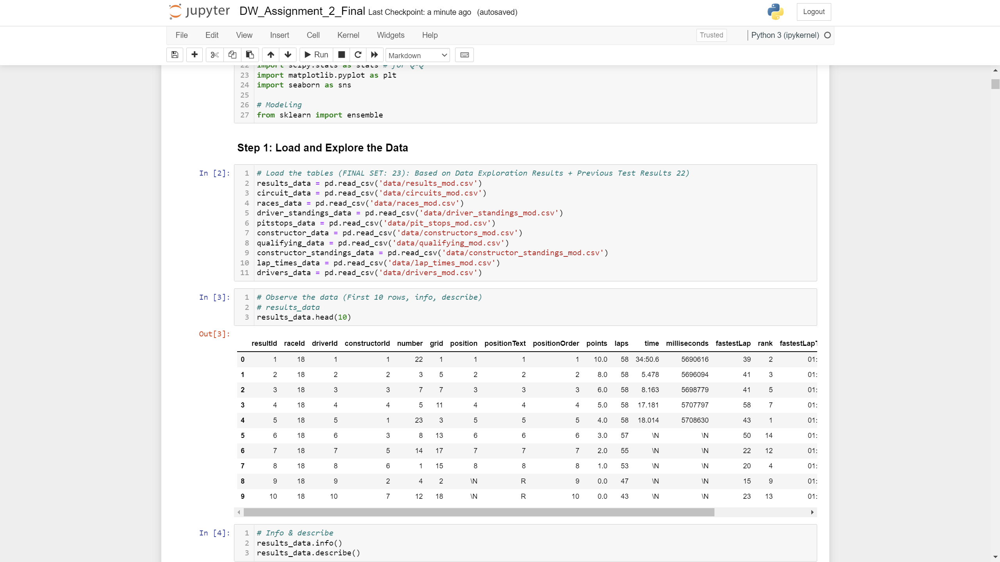 jupyter DW_Assignment_2_Final Last Checkpoint: a minute ago (autosaved) Logout
File Edit View Insert Cell Kernel Widgets Help Trusted Python 3 (ipykernel)
Run Markdown
22 import scipy.stats as stats # for Q-Q
23 import matplotlib.pyplot as plt
24 import seaborn as sns
25
26 # Modeling
27 from sklearn import ensemble
Step 1: Load and Explore the Data
In [2]: 1 # Load the tables (FINAL SET: 23): Based on Data Exploration Results + Previous Test Results 22)
2 results_data = pd.read_csv('data/results_mod.csv')
3 circuit_data = pd.read_csv('data/circuits_mod.csv')
4 races_data = pd.read_csv('data/races_mod.csv')
5 driver_standings_data = pd.read_csv('data/driver_standings_mod.csv')
6 pitstops_data = pd.read_csv('data/pit_stops_mod.csv')
7 constructor_data = pd.read_csv('data/constructors_mod.csv')
8 qualifying_data = pd.read_csv('data/qualifying_mod.csv')
9 constructor_standings_data = pd.read_csv('data/constructor_standings_mod.csv')
10 lap_times_data = pd.read_csv('data/lap_times_mod.csv')
11 drivers_data = pd.read_csv('data/drivers_mod.csv')
In [3]: 1 # Observe the data (First 10 rows, info, describe)
2 # results_data
3 results_data.head(10)
Out[3]:
resultId raceId driverId constructorId number grid position positionText positionOrder points laps time milliseconds fastestLap rank fastestLapT
0 1 18 1 1 22 1 1 1 1 10.0 58 34:50.6 5690616 39 2 01:
1 2 18 2 2 3 5 2 2 2 8.0 58 5.478 5696094 41 3 01:
2 3 18 3 3 7 7 3 3 3 6.0 58 8.163 5698779 41 5 01:
3 4 18 4 4 5 11 4 4 4 5.0 58 17.181 5707797 58 7 01:
4 5 18 5 1 23 3 5 5 5 4.0 58 18.014 5708630 43 1 01:
5 6 18 6 3 8 13 6 6 6 3.0 57 \N \N 50 14 01:
6 7 18 7 5 14 17 7 7 7 2.0 55 \N \N 22 12 01:
7 8 18 8 6 1 15 8 8 8 1.0 53 \N \N 20 4 01:
8 9 18 9 2 4 2 \N R 9 0.0 47 \N \N 15 9 01:
9 10 18 10 7 12 18 \N R 10 0.0 43 \N \N 23 13 01:
In [4]: 1 # Info & describe
2 results_data.info()
3 results_data.describe()